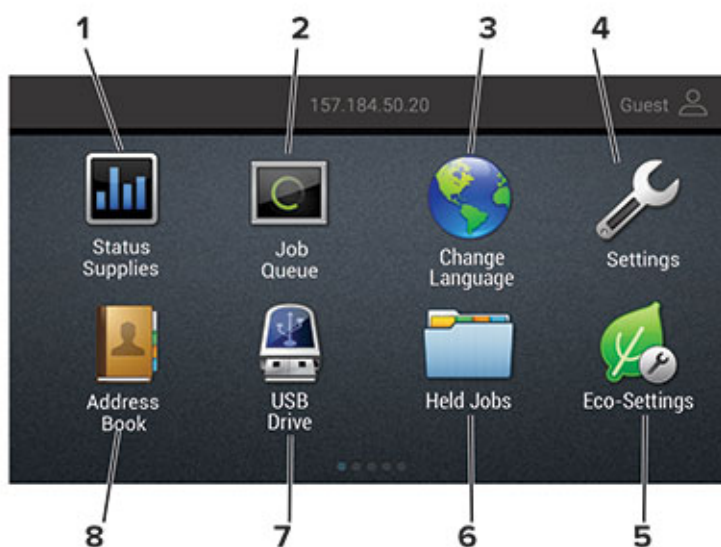 1 2 3 4
157.184.50.20 Guest
Status
Supplies
Job
Queue
Change
Language
Settings
Address
Book
USB
Drive
Held Jobs
Eco-Settings
8 7 6 5